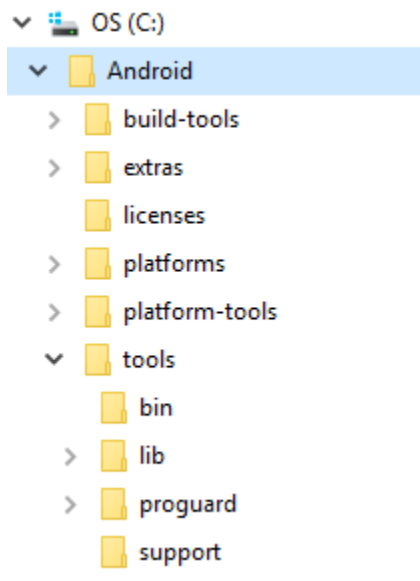 OS (C:)
Android
build-tools
extras
licenses
platforms
platform-tools
tools
bin
lib
proguard
support